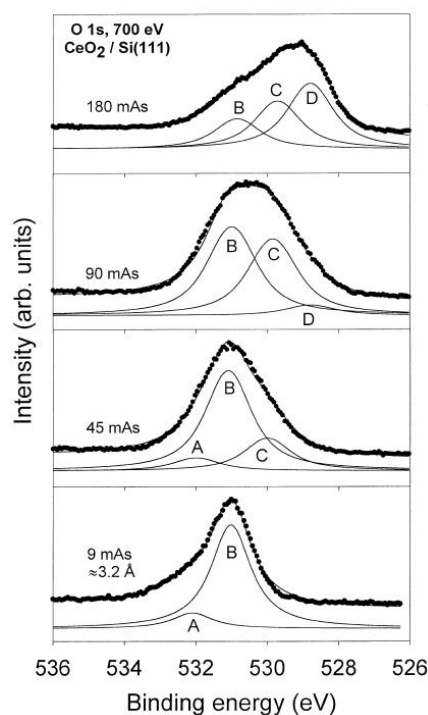 O 1s, 700 eV
CeO₂ / Si(111)
180 mAs
B
C
D
90 mAs
B
C
D
45 mAs
A
B
C
9 mAs
≈3.2 Å
A
B
536 534 532 530 528 526
Binding energy (eV)
Intensity (arb. units)